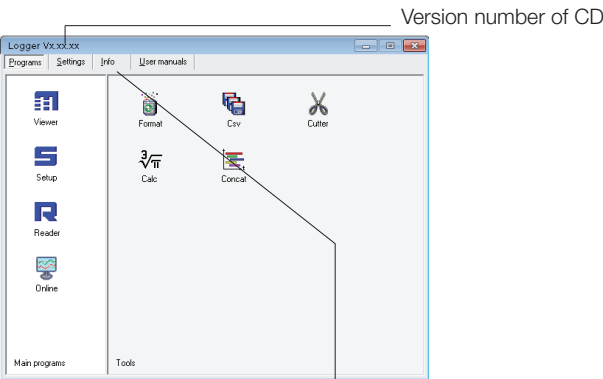 Version number of CD
Logger Vx.xx.xx
Programs Settings Info User manuals
Viewer Format Csv Cutter
Setup Calc Concat
Reader
Online
Main programs Tools